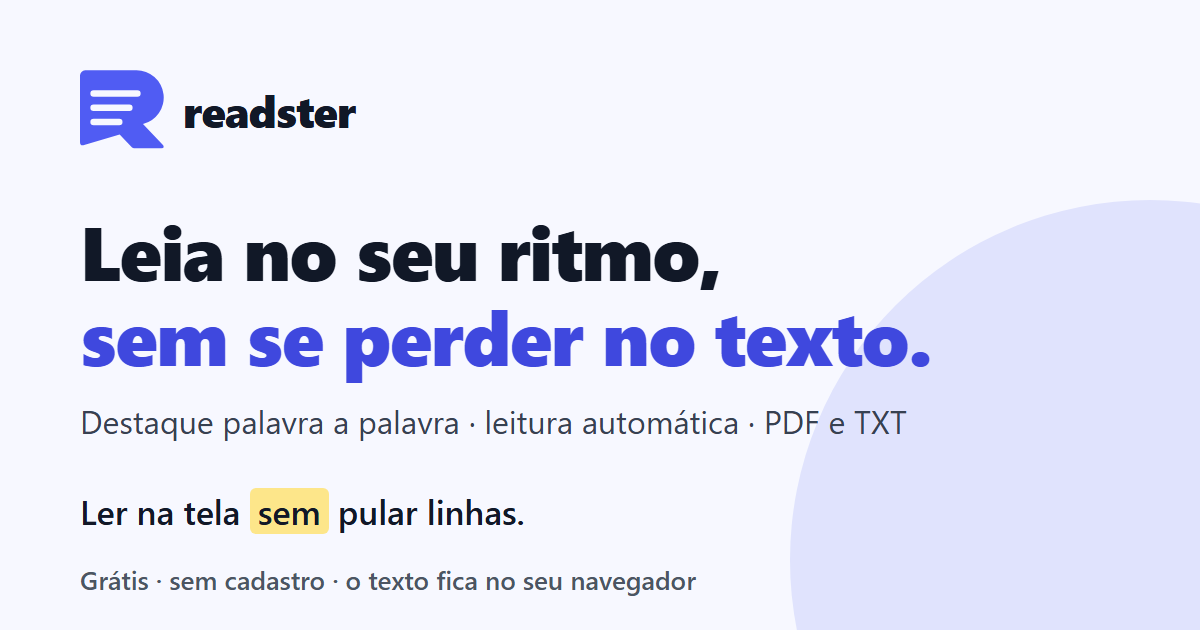 readster
Leia no seu ritmo,
sem se perder no texto.
Destaque palavra a palavra · leitura automática · PDF e TXT
Ler na tela sem pular linhas.
Grátis · sem cadastro · o texto fica no seu navegador